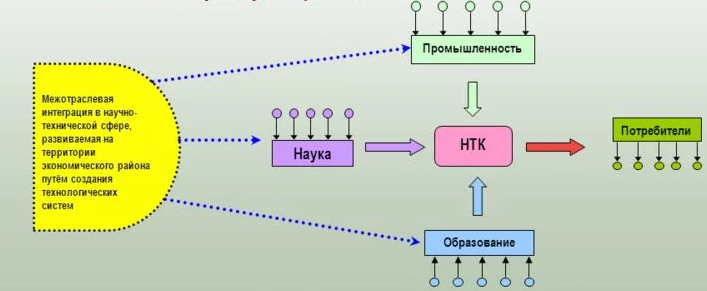 Промышленность
Межотраслевая
интеграция в научно-
технической сфере,
развиваемая на
территории
экономического района
путём создания
технологических
систем
Наука
НТК
Потребители
Образование